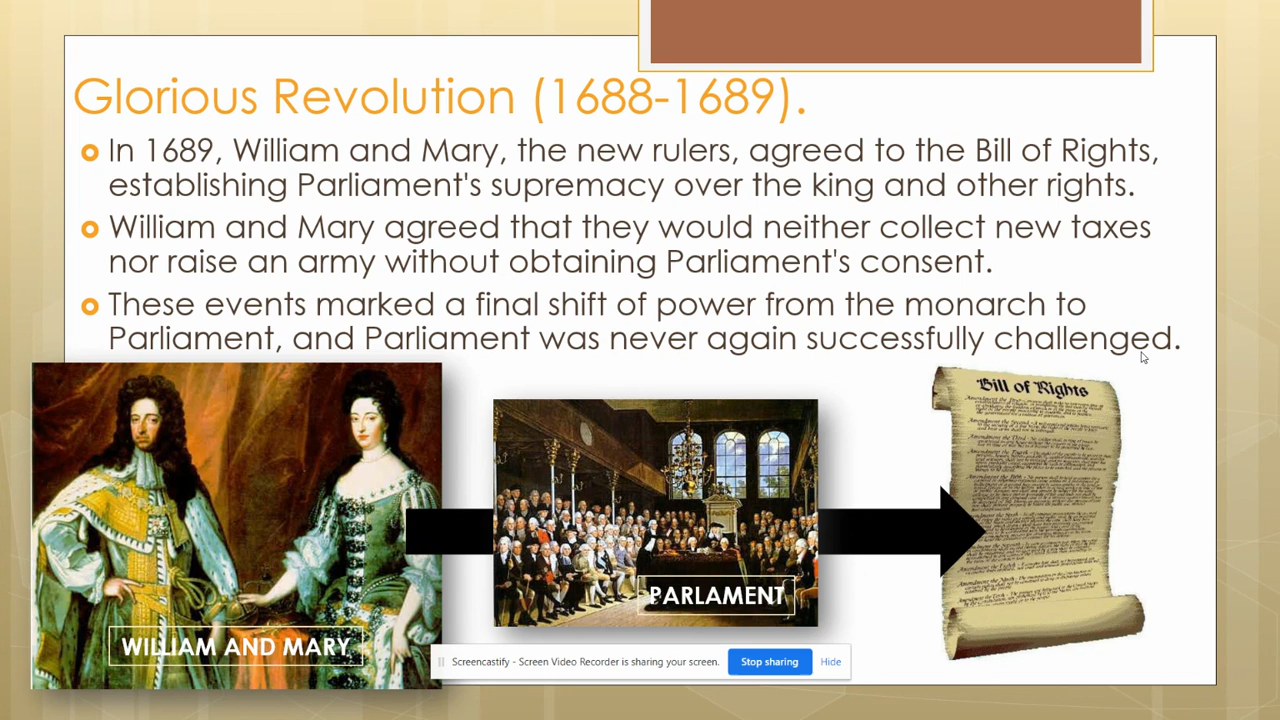 Glorious Revolution (1688-1689).
In 1689, William and Mary, the new rulers, agreed to the Bill of Rights,
establishing Parliament's supremacy over the king and other rights.
William and Mary agreed that they would neither collect new taxes
nor raise an army without obtaining Parliament's consent.
These events marked a final shift of power from the monarch to
Parliament, and Parliament was never again successfully challenged.
Bill of Rights
PARLAMENT
WILLIAM AND MARY
Screencastify - Screen Video Recorder is sharing your screen.
Stop sharing
Hide